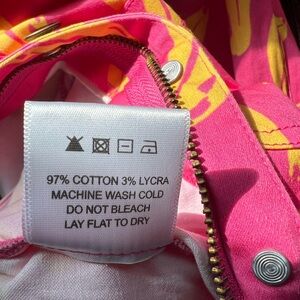 97% COTTON 3% LYCRA
MACHINE WASH COLD
DO NOT BLEACH
LAY FLAT TO DRY